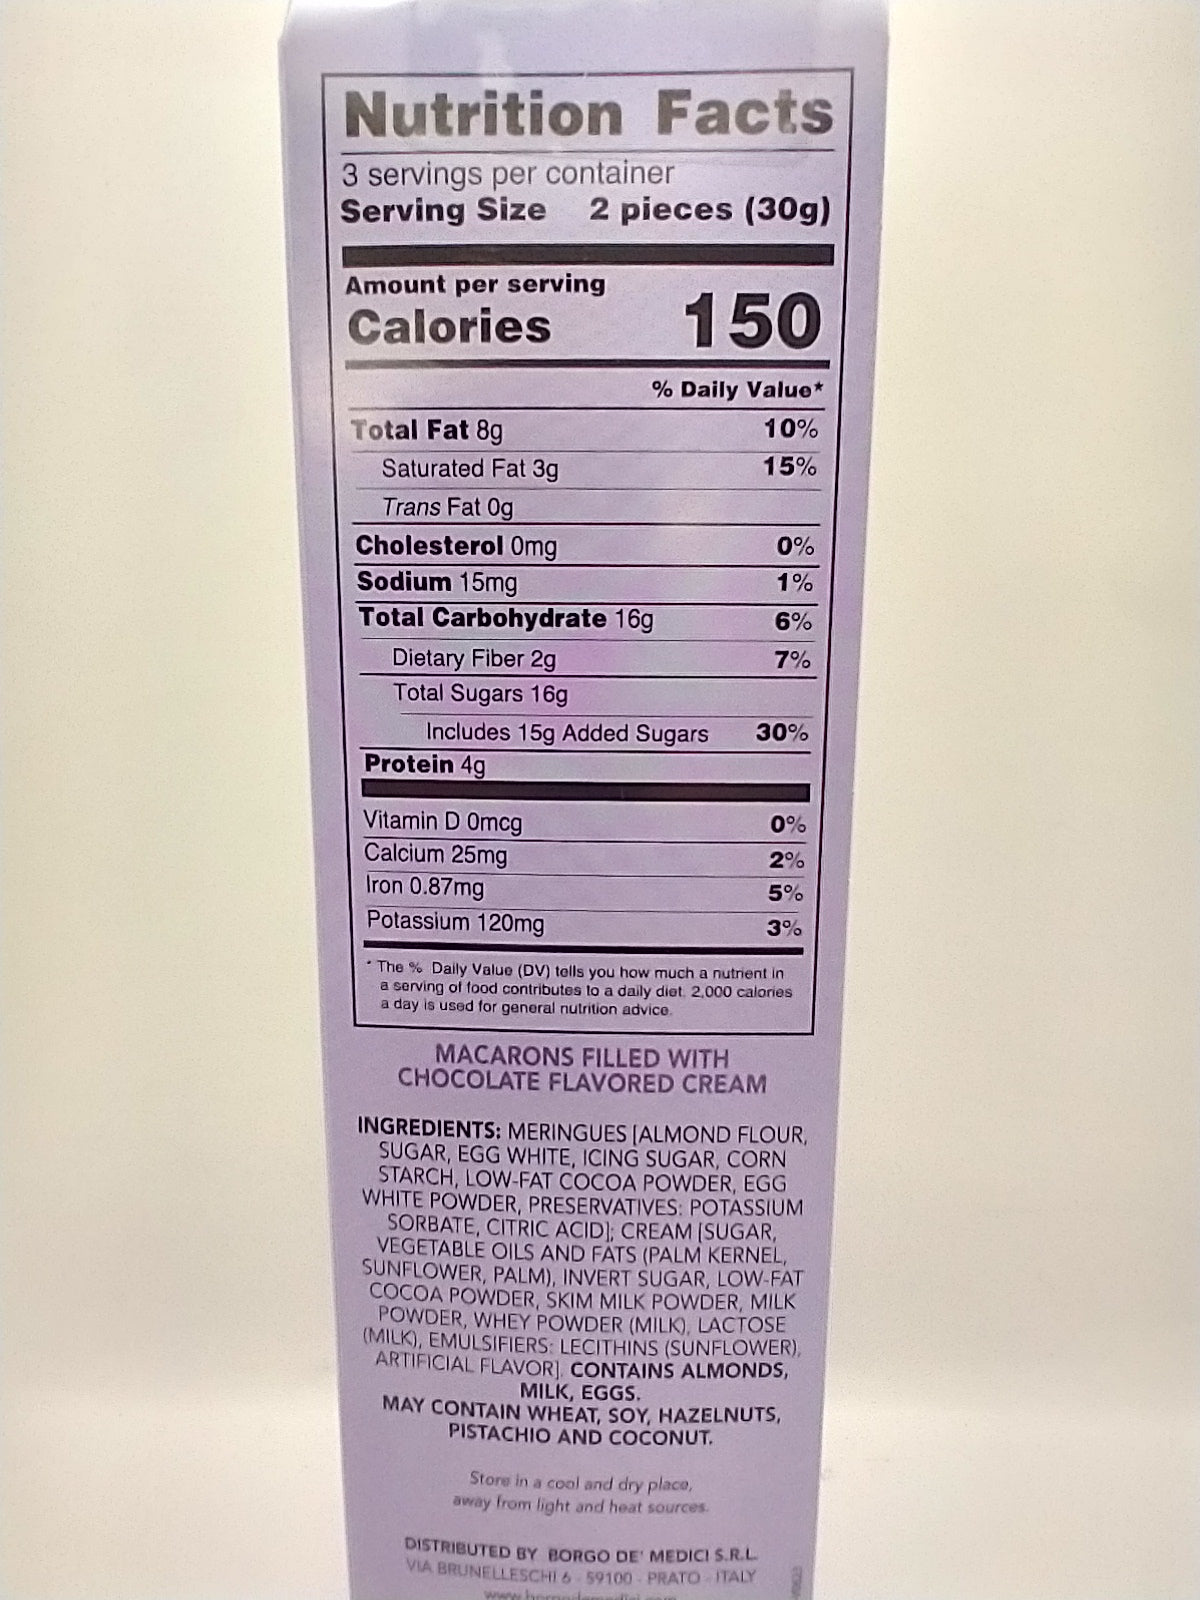 Nutrition Facts
3 servings per container
Serving Size 2 pieces (30g)
Amount per serving
Calories 150
% Daily Value*
Total Fat 8g 10%
Saturated Fat 3g 15%
Trans Fat 0g
Cholesterol 0mg 0%
Sodium 15mg 1%
Total Carbohydrate 16g 6%
Dietary Fiber 2g 7%
Total Sugars 16g
Includes 15g Added Sugars 30%
Protein 4g
Vitamin D 0mcg 0%
Calcium 25mg 2%
Iron 0.87mg 5%
Potassium 120mg 3%
* The % Daily Value (DV) tells you how much a nutrient in
a serving of food contributes to a daily diet. 2,000 calories
a day is used for general nutrition advice.
MACARONS FILLED WITH
CHOCOLATE FLAVORED CREAM
INGREDIENTS: MERINGUES [ALMOND FLOUR,
SUGAR, EGG WHITE, ICING SUGAR, CORN
STARCH, LOW-FAT COCOA POWDER, EGG
WHITE POWDER, PRESERVATIVES: POTASSIUM
SORBATE, CITRIC ACID]; CREAM [SUGAR,
VEGETABLE OILS AND FATS (PALM KERNEL,
SUNFLOWER, PALM), INVERT SUGAR, LOW-FAT
COCOA POWDER, SKIM MILK POWDER, MILK
POWDER, WHEY POWDER (MILK), LACTOSE
(MILK), EMULSIFIERS: LECITHINS (SUNFLOWER),
ARTIFICIAL FLAVOR]. CONTAINS ALMONDS,
MILK, EGGS.
MAY CONTAIN WHEAT, SOY, HAZELNUTS,
PISTACHIO AND COCONUT.
Store in a cool and dry place,
away from light and heat sources.
DISTRIBUTED BY BORGO DE' MEDICI S.R.L.
VIA BRUNELLESCHI 6 - 59100 - PRATO - ITALY